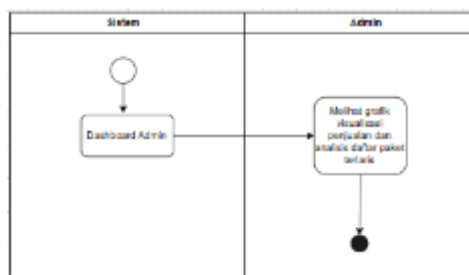 Sistem
Admin
Dashboard Admin
Melihat grafik
visualisasi
penjualan dan
analisis daftar paket
terlaris